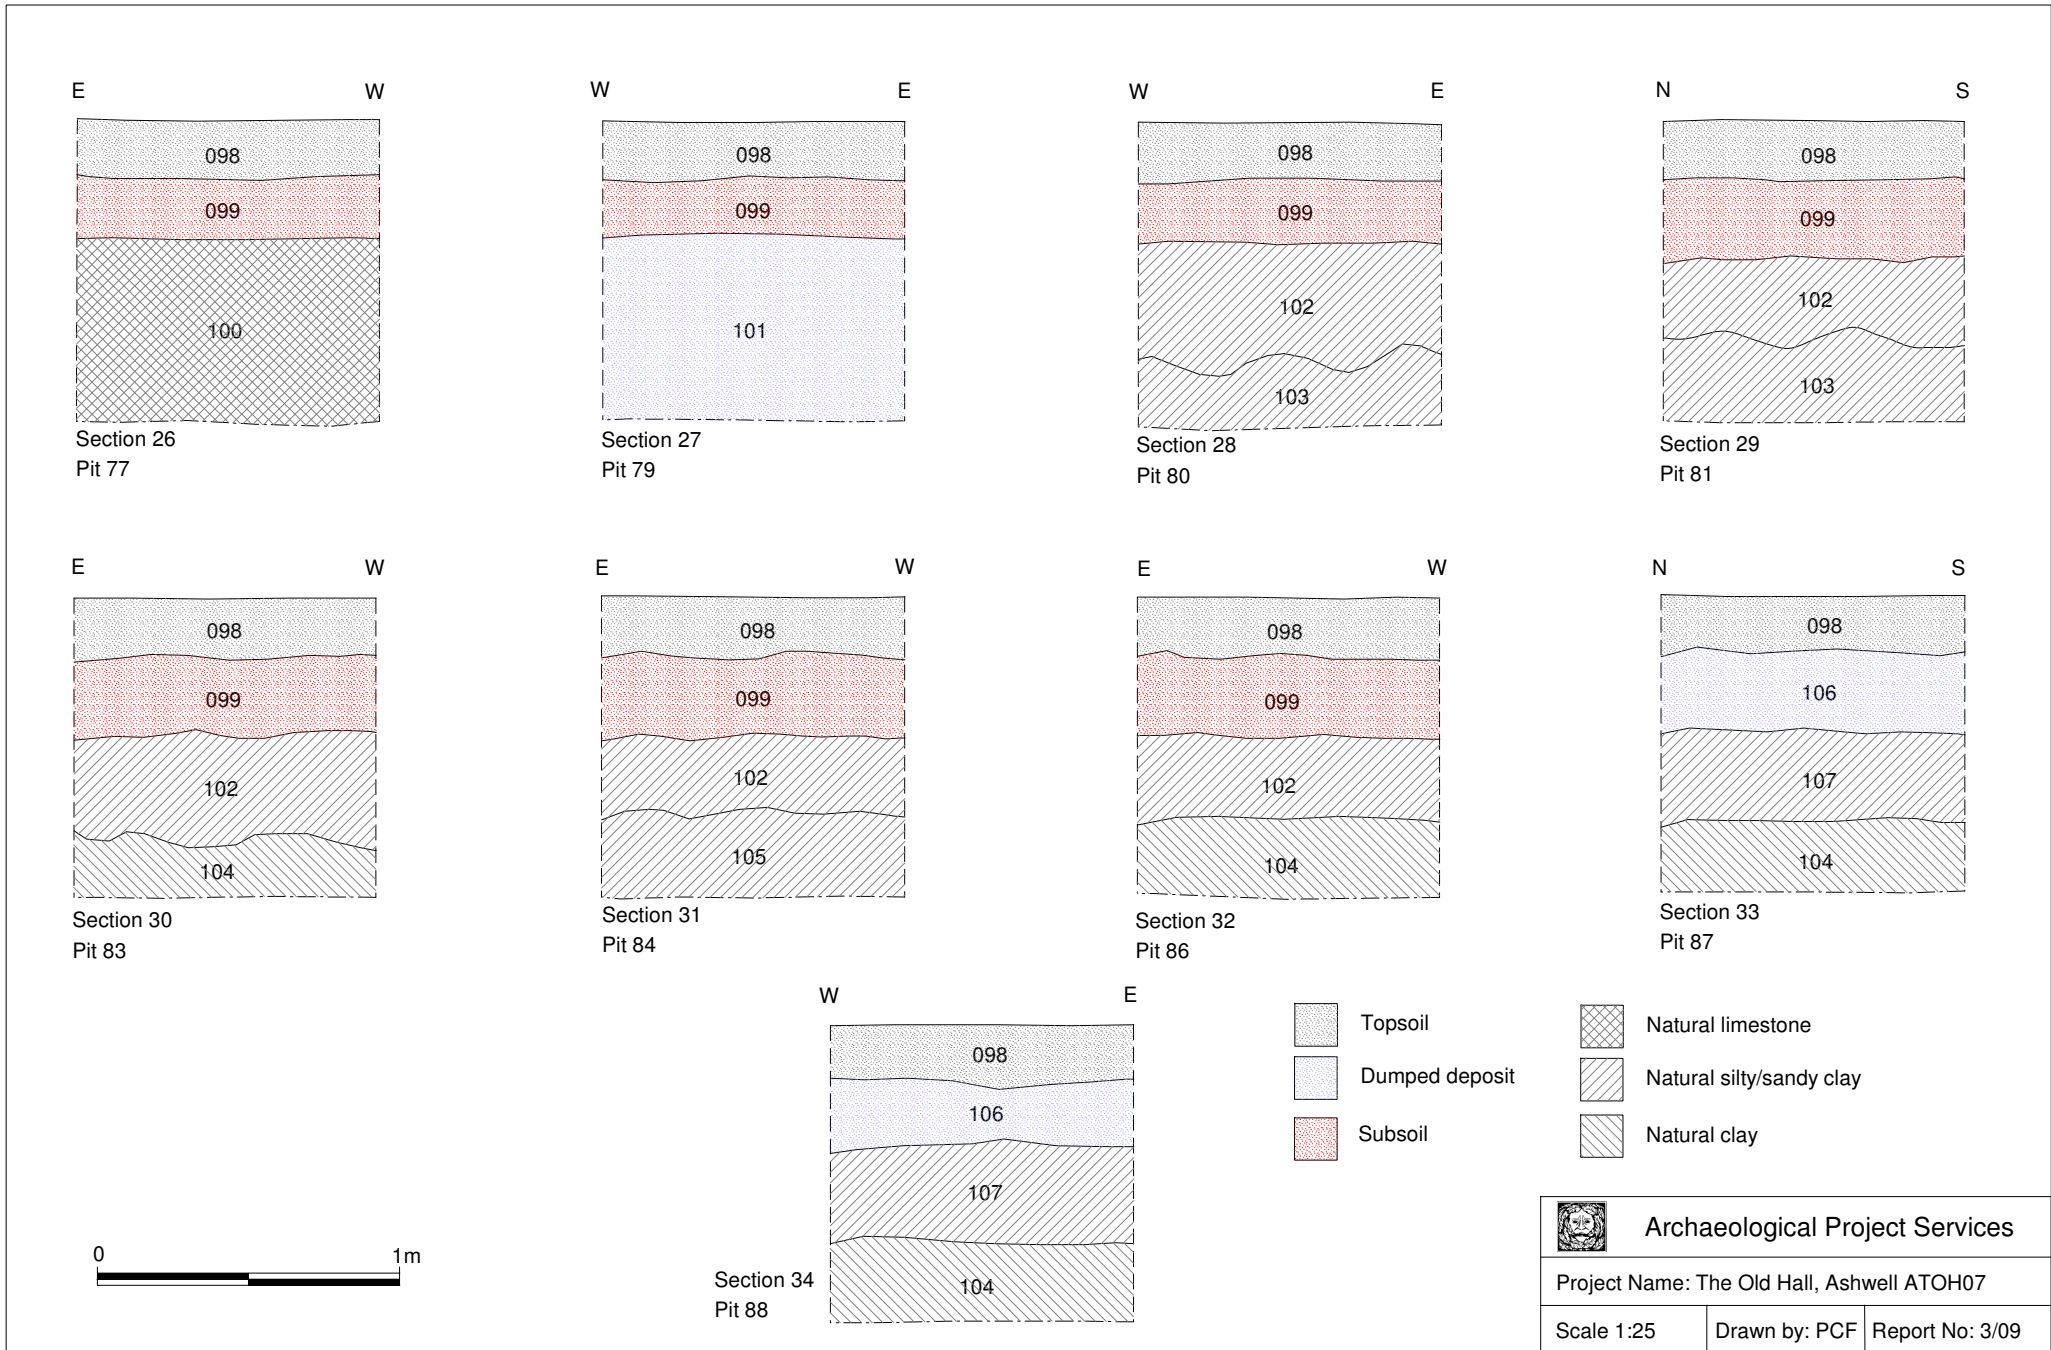 E W
098
099
100
Section 26
Pit 77
W E
098
099
101
Section 27
Pit 79
W E
098
099
102
103
Section 28
Pit 80
N S
098
099
102
103
Section 29
Pit 81
E W
098
099
102
104
Section 30
Pit 83
E W
098
099
102
105
Section 31
Pit 84
E W
098
099
102
104
Section 32
Pit 86
N S
098
106
107
104
Section 33
Pit 87
W E
098
106
107
104
Section 34
Pit 88
Topsoil
Dumped deposit
Subsoil
Natural limestone
Natural silty/sandy clay
Natural clay
0 1m
Archaeological Project Services
Project Name: The Old Hall, Ashwell ATOH07
Scale 1:25
Drawn by: PCF
Report No: 3/09